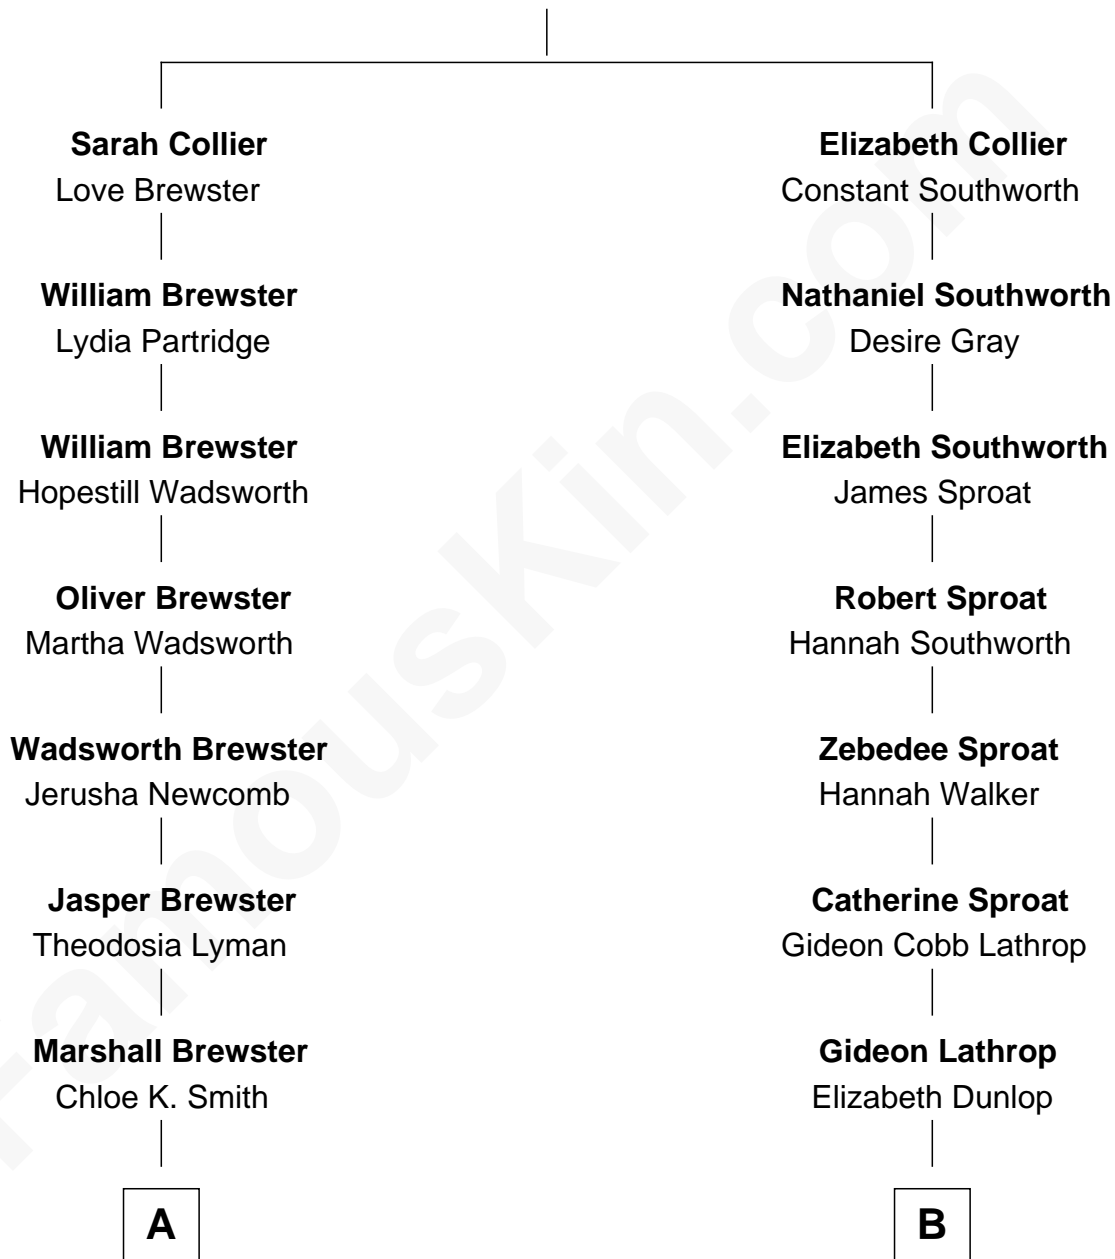 Sarah Collier
Love Brewster
William Brewster
Lydia Partridge
William Brewster
Hopestill Wadsworth
Oliver Brewster
Martha Wadsworth
Wadsworth Brewster
Jerusha Newcomb
Jasper Brewster
Theodosia Lyman
Marshall Brewster
Chloe K. Smith
A
Elizabeth Collier
Constant Southworth
Nathaniel Southworth
Desire Gray
Elizabeth Southworth
James Sproat
Robert Sproat
Hannah Southworth
Zebedee Sproat
Hannah Walker
Catherine Sproat
Gideon Cobb Lathrop
Gideon Lathrop
Elizabeth Dunlop
B
FamousKin.com